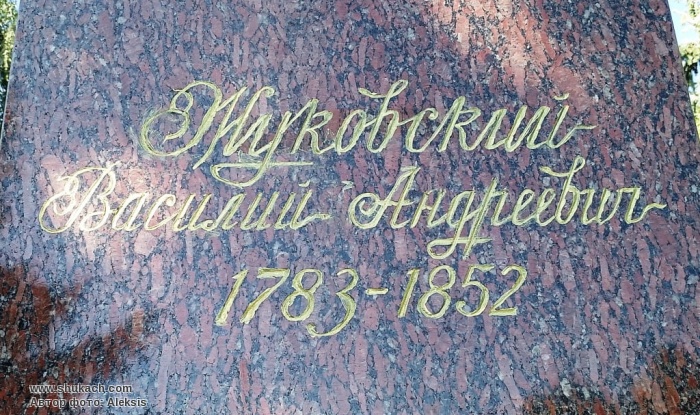 Жуковский
Василий Андреевич
1783-1852
www.shukach.com
Автор фото: Aleksis